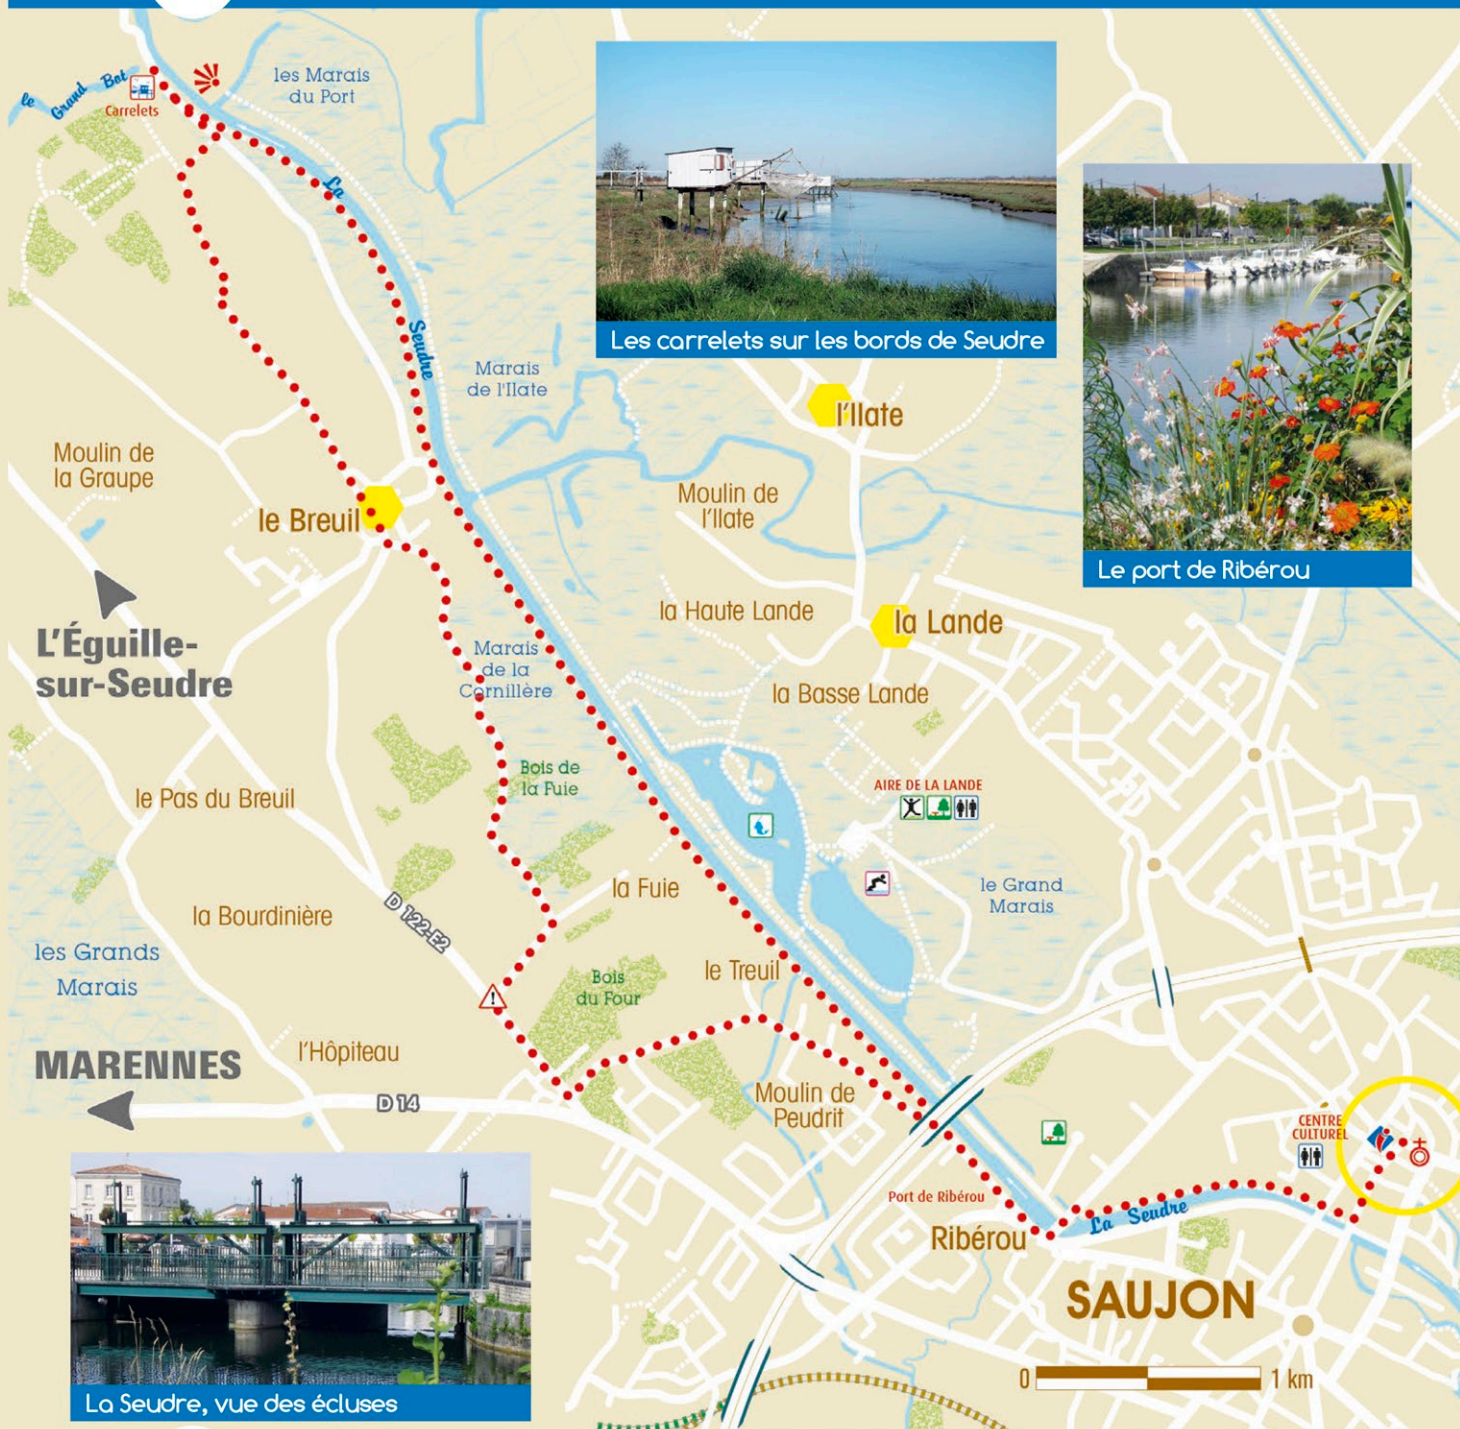 le Grand Bot
Carrelets
les Marais
du Port
La
Seudre
Les carrelets sur les bords de Seudre
Marais
de l'Ilate
l'Ilate
Le port de Ribérou
Moulin de
la Graupe
le Breuil
Moulin de
l'Ilate
la Haute Lande
la Lande
L'Éguille-
sur-Seudre
Marais
de la
Cornillère
la Basse Lande
Bois de
la Fuie
le Pas du Breuil
AIRE DE LA LANDE
la Fuie
le Grand
Marais
la Bourdinière
D 122-E2
les Grands
Marais
le Treuil
Bois
du Four
!
l'Hôpiteau
MARENNES
D 14
Moulin de
Peudrit
CENTRE
CULTUREL
Port de Ribérou
Ribérou
La Seudre
SAUJON
0
1 km
La Seudre, vue des écluses